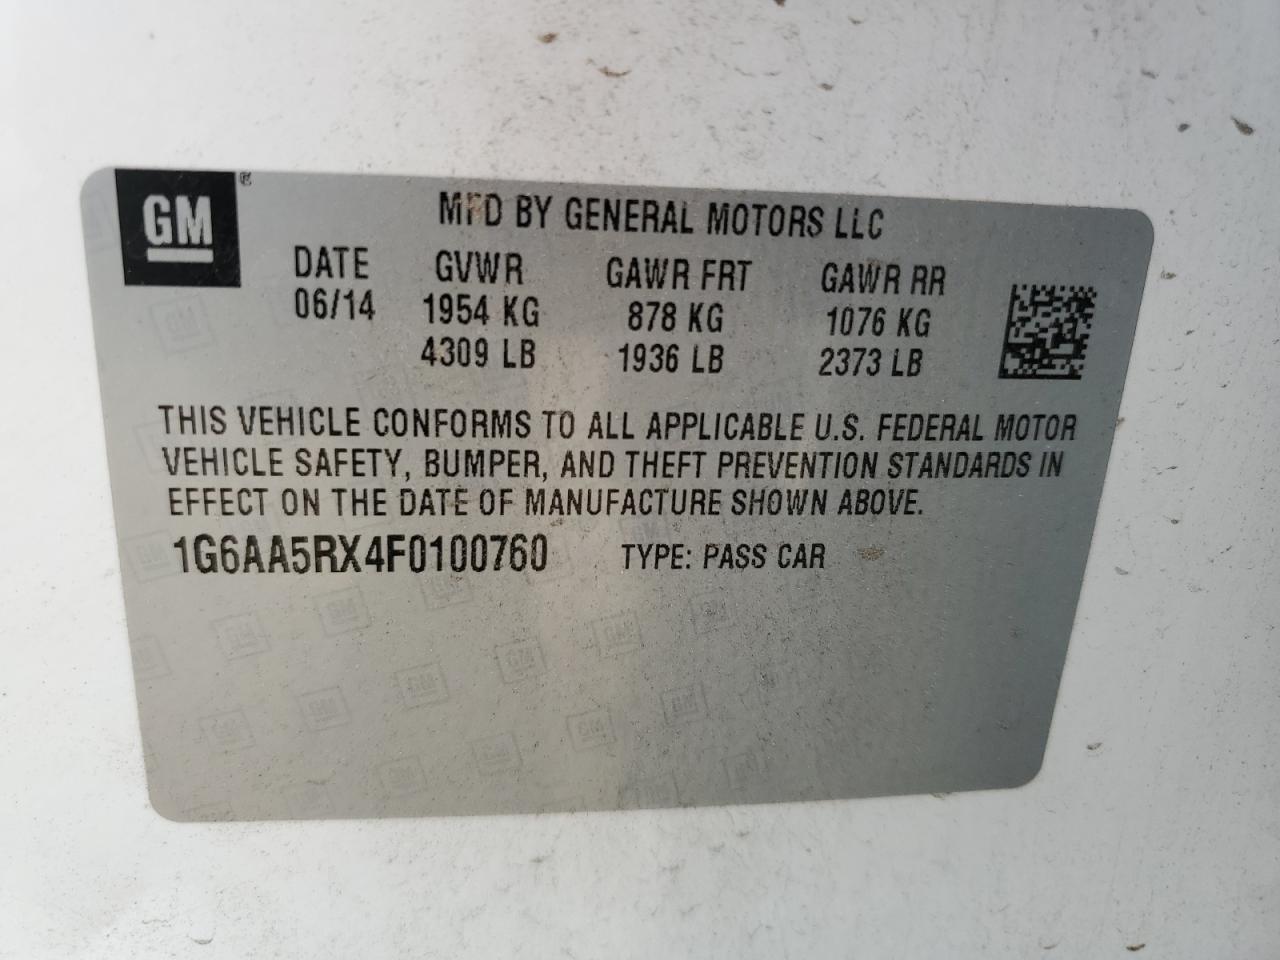 GM ®
MFD BY GENERAL MOTORS LLC
DATE GVWR GAWR FRT GAWR RR
06/14 1954 KG 878 KG 1076 KG
4309 LB 1936 LB 2373 LB
THIS VEHICLE CONFORMS TO ALL APPLICABLE U.S. FEDERAL MOTOR
VEHICLE SAFETY, BUMPER, AND THEFT PREVENTION STANDARDS IN
EFFECT ON THE DATE OF MANUFACTURE SHOWN ABOVE.
1G6AA5RX4F0100760 TYPE: PASS CAR